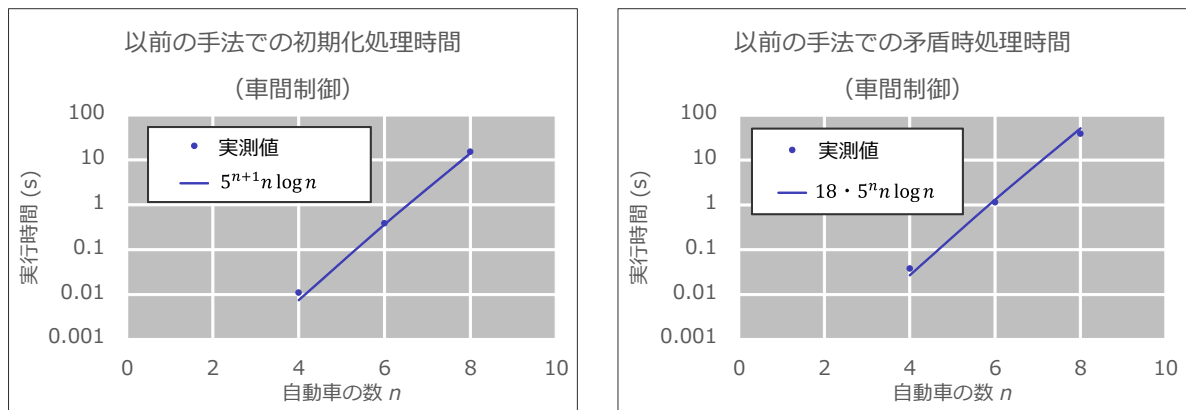 以前の手法での初期化処理時間
(車間制御)
実行時間 (s)
100
10
1
0.1
0.01
0.001
実測値
5^{n+1} n log n
0 2 4 6 8 10
自動車の数 n
以前の手法での矛盾時処理時間
(車間制御)
実行時間 (s)
100
10
1
0.1
0.01
0.001
実測値
18・5^n n log n
0 2 4 6 8 10
自動車の数 n